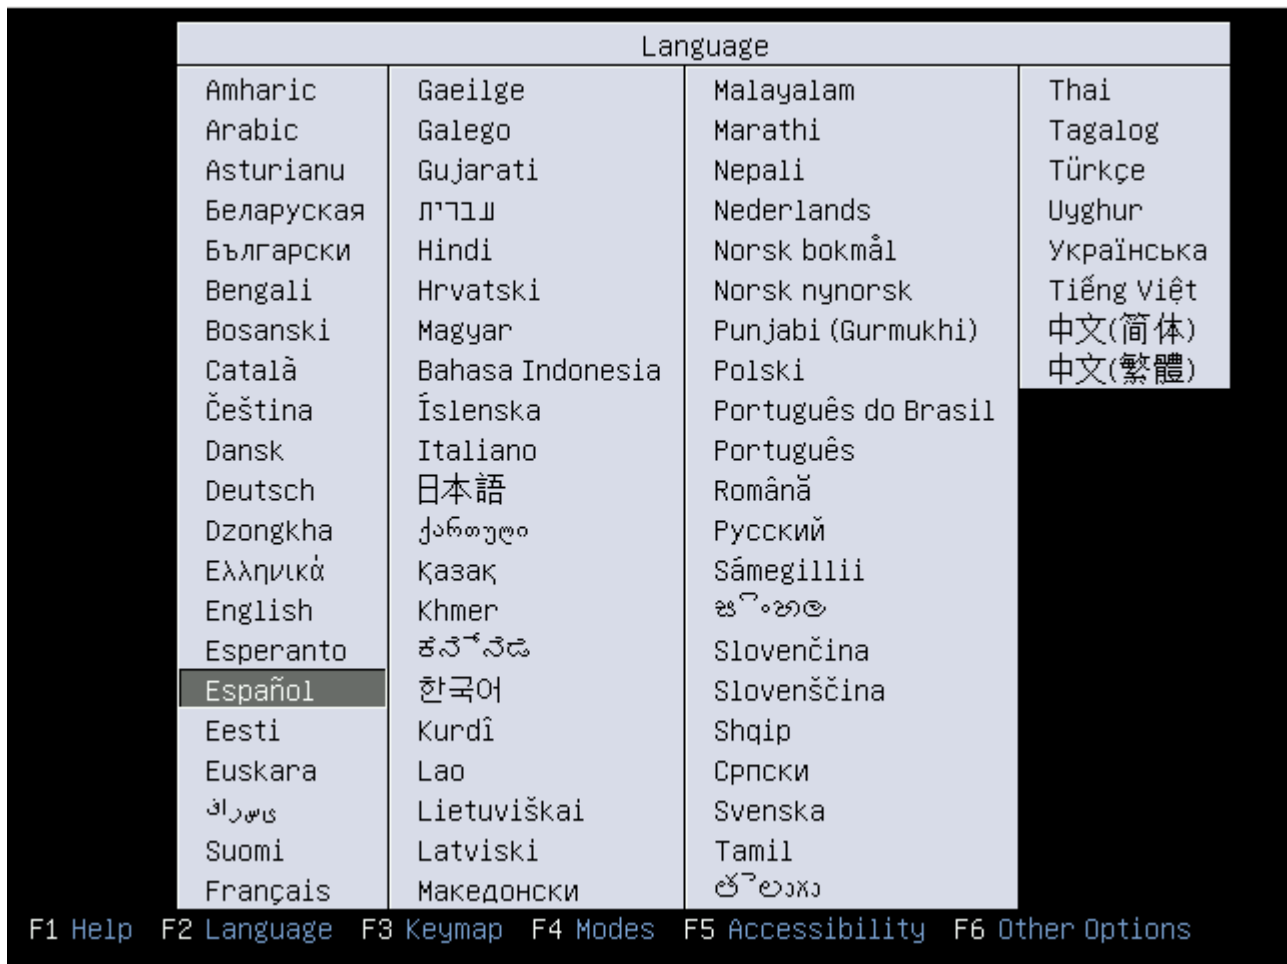 Language
Amharic
Arabic
Asturianu
Беларуская
Български
Bengali
Bosanski
Català
Čeština
Dansk
Deutsch
Dzongkha
Ελληνικά
English
Esperanto
Español
Eesti
Euskara
فارسی
Suomi
Français
Gaeilge
Galego
Gujarati
עברית
Hindi
Hrvatski
Magyar
Bahasa Indonesia
Íslenska
Italiano
日本語
ქართული
Қазақ
Khmer
ಕನ್ನಡ
한국어
Kurdî
Lao
Lietuviškai
Latviski
Македонски
Malayalam
Marathi
Nepali
Nederlands
Norsk bokmål
Norsk nynorsk
Punjabi (Gurmukhi)
Polski
Português do Brasil
Português
Română
Русский
Sámegillii
සිංහල
Slovenčina
Slovenščina
Shqip
Српски
Svenska
Tamil
తెలుగు
Thai
Tagalog
Türkçe
Uyghur
Українська
Tiếng Việt
中文(简体)
中文(繁體)
F1 Help F2 Language F3 Keymap F4 Modes F5 Accessibility F6 Other Options